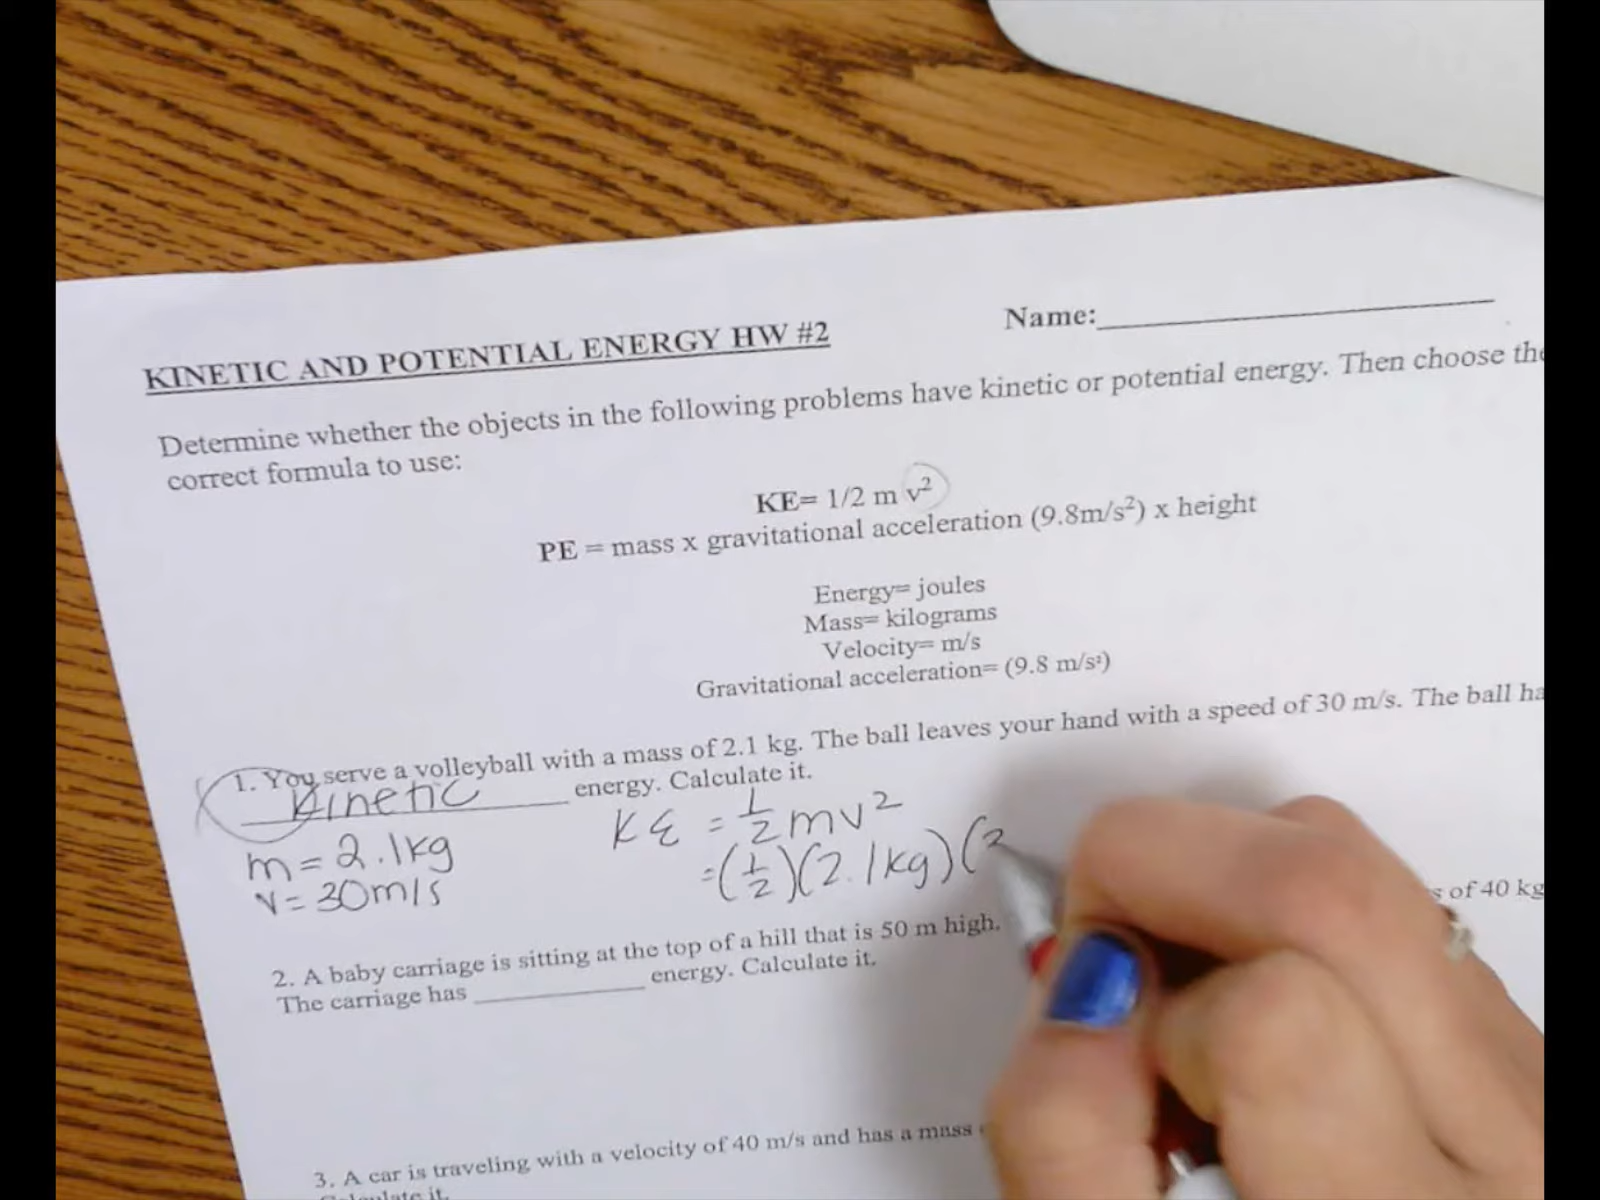 KINETIC AND POTENTIAL ENERGY HW #2 Name:
Determine whether the objects in the following problems have kinetic or potential energy. Then choose the
correct formula to use:
KE= 1/2 m v²
PE = mass x gravitational acceleration (9.8m/s²) x height
Energy= joules
Mass= kilograms
Velocity= m/s
Gravitational acceleration= (9.8 m/s²)
1. You serve a volleyball with a mass of 2.1 kg. The ball leaves your hand with a speed of 30 m/s. The ball ha
Kinetic energy. Calculate it.
m = 2.1kg
v = 30m/s
KE = 1/2 mv²
= (1/2)(2.1kg)(3
2. A baby carriage is sitting at the top of a hill that is 50 m high. s of 40 kg
The carriage has energy. Calculate it.
3. A car is traveling with a velocity of 40 m/s and has a mass
Calculate it.